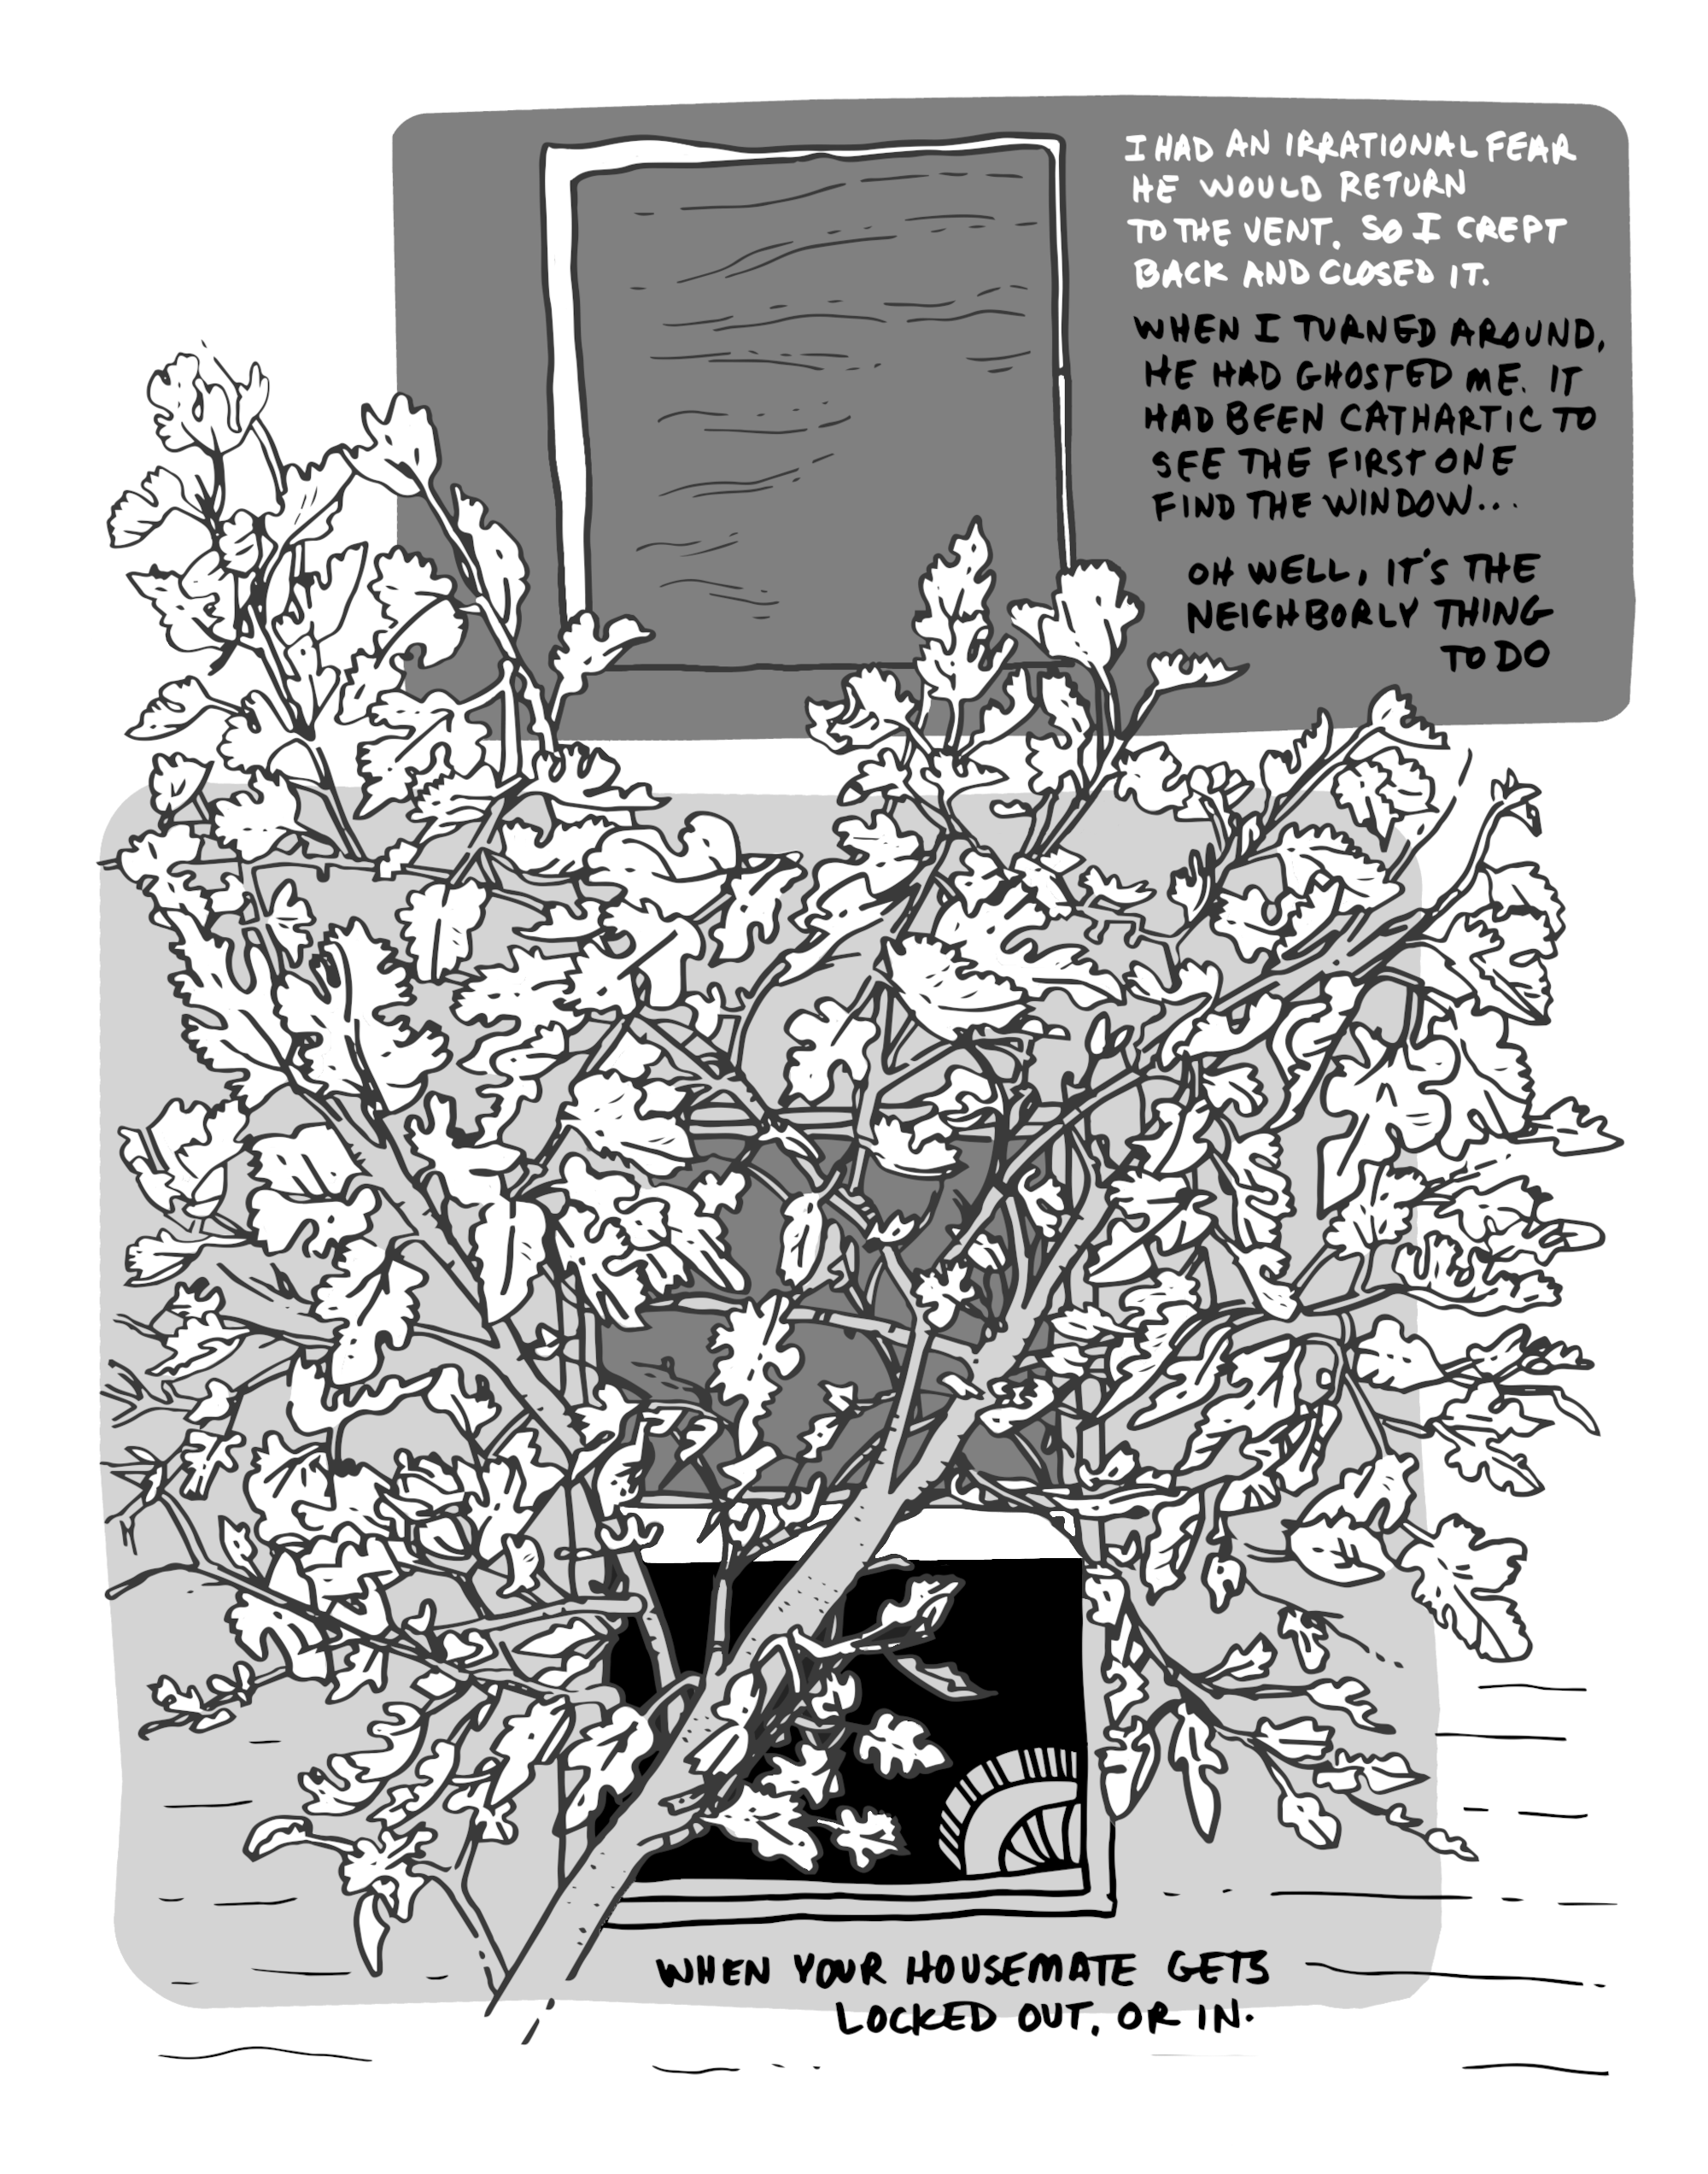 I HAD AN IRRATIONAL FEAR
HE WOULD RETURN
TO THE VENT. SO I CREPT
BACK AND CLOSED IT.
WHEN I TURNED AROUND,
HE HAD GHOSTED ME. IT
HAD BEEN CATHARTIC TO
SEE THE FIRST ONE
FIND THE WINDOW...
OH WELL, IT'S THE
NEIGHBORLY THING
TO DO
WHEN YOUR HOUSEMATE GETS
LOCKED OUT, OR IN.